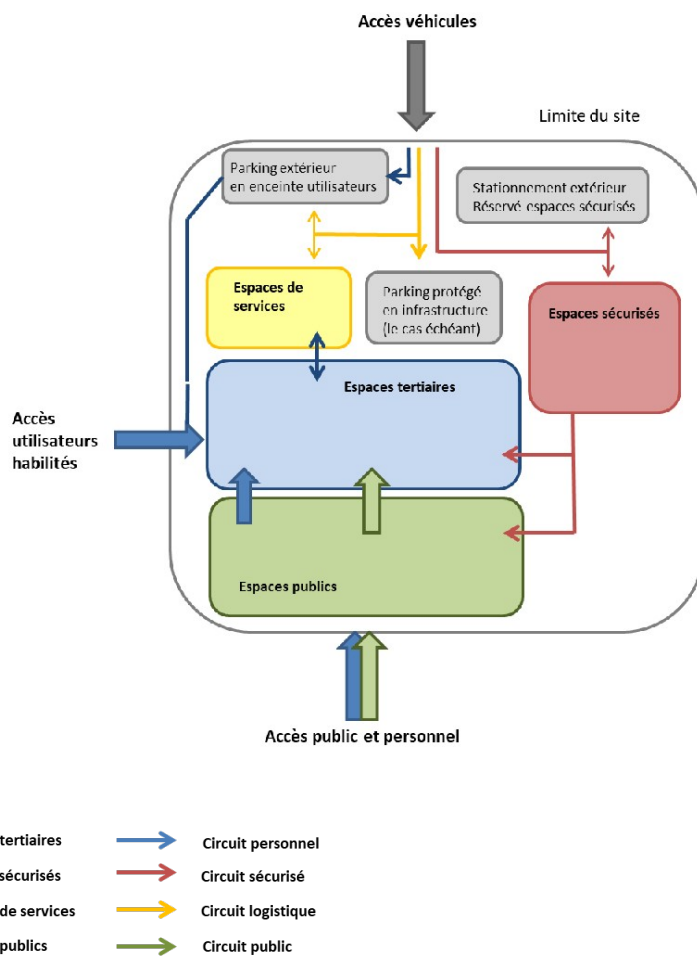 Accès véhicules
Limite du site
Parking extérieur
en enceinte utilisateurs
Stationnement extérieur
Réservé espaces sécurisés
Espaces de
services
Parking protégé
en infrastructure
(le cas échéant)
Espaces sécurisés
Espaces tertiaires
Accès
utilisateurs
habilités
Espaces publics
Accès public et personnel
tertiaires
Circuit personnel
sécurisés
Circuit sécurisé
de services
Circuit logistique
publics
Circuit public